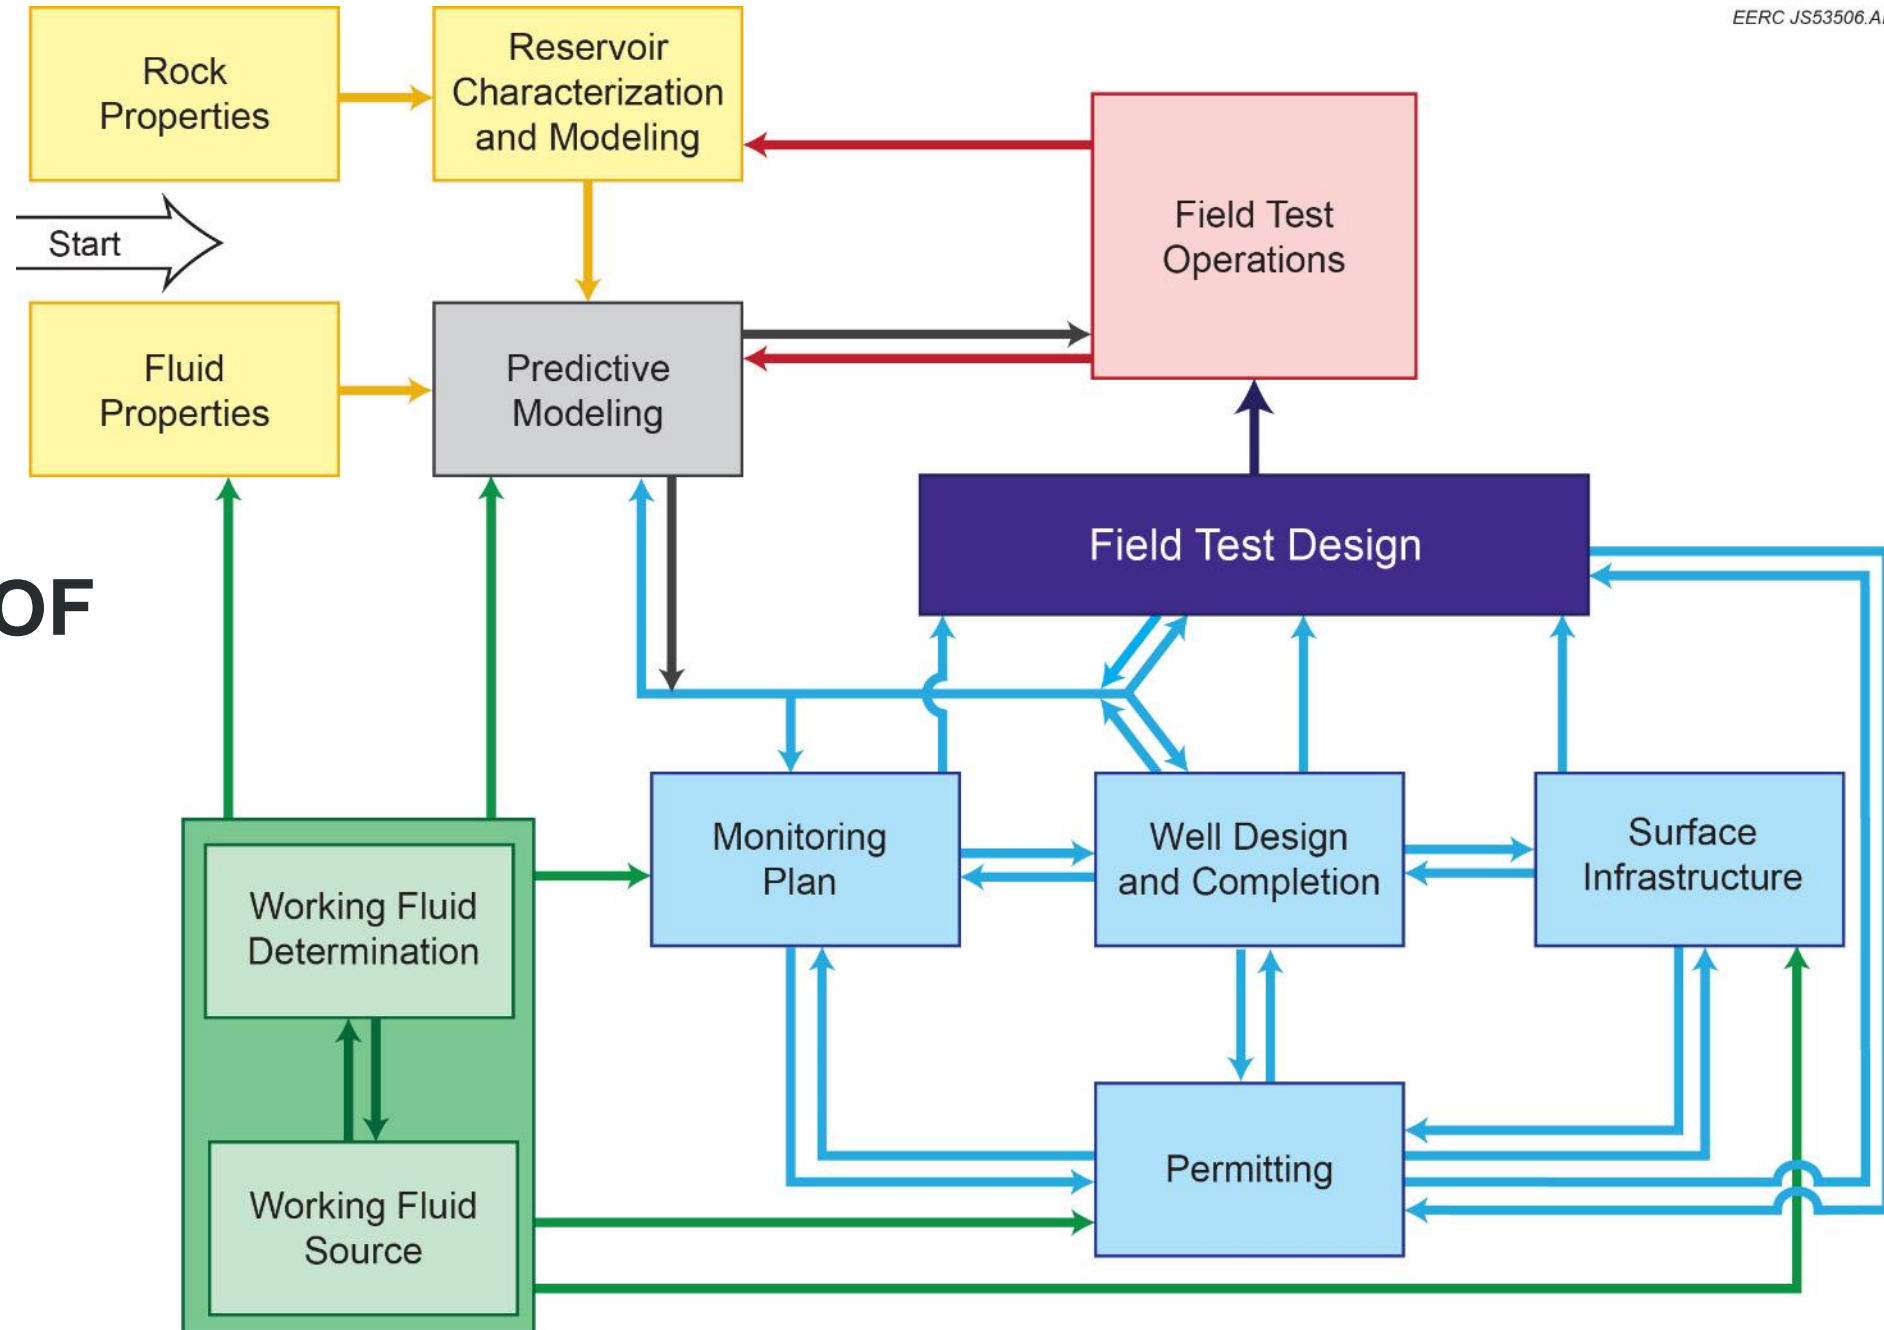 EERC JS53506.A
Rock
Properties
Reservoir
Characterization
and Modeling
Start
Field Test
Operations
Fluid
Properties
Predictive
Modeling
Field Test Design
OF
Monitoring
Plan
Well Design
and Completion
Surface
Infrastructure
Working Fluid
Determination
Permitting
Working Fluid
Source